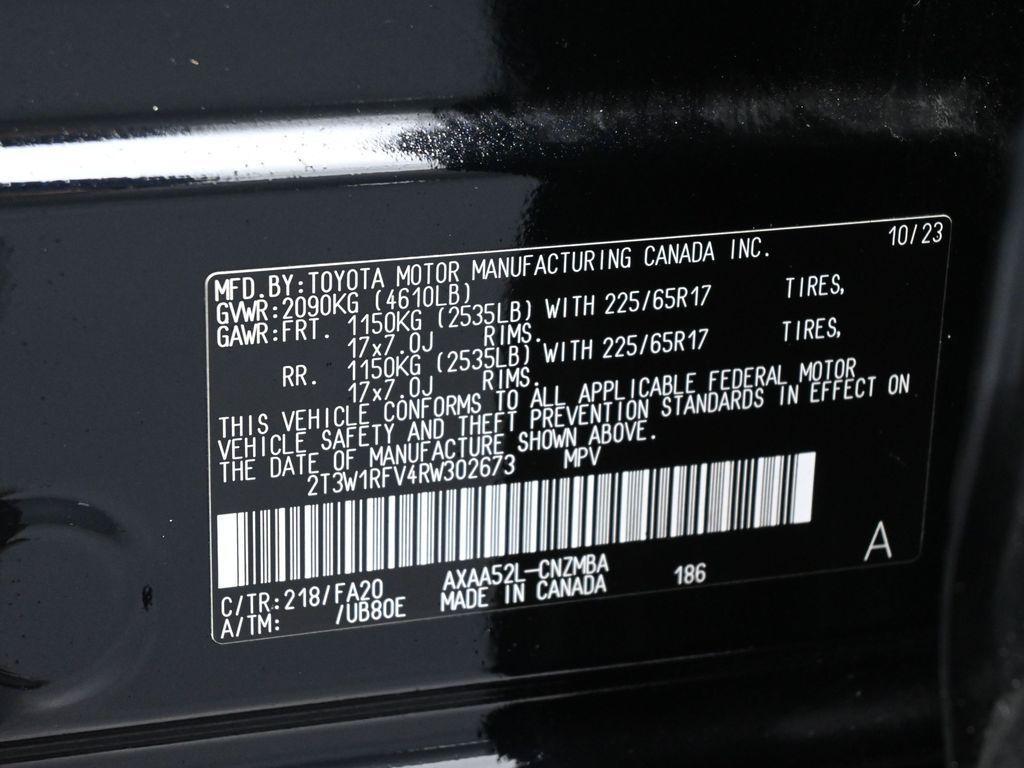 10/23
MFD.BY:TOYOTA MOTOR MANUFACTURING CANADA INC.
GVWR:2090KG (4610LB)
GAWR:FRT. 1150KG (2535LB) WITH 225/65R17 TIRES,
17x7.0J RIMS.
RR. 1150KG (2535LB) WITH 225/65R17 TIRES,
17x7.0J RIMS.
THIS VEHICLE CONFORMS TO ALL APPLICABLE FEDERAL MOTOR
VEHICLE SAFETY AND THEFT PREVENTION STANDARDS IN EFFECT ON
THE DATE OF MANUFACTURE SHOWN ABOVE.
2T3W1RFV4RW302673 MPV
C/TR:218/FA20 AXAA52L-CNZMBA 186 A
A/TM: /UB80E MADE IN CANADA